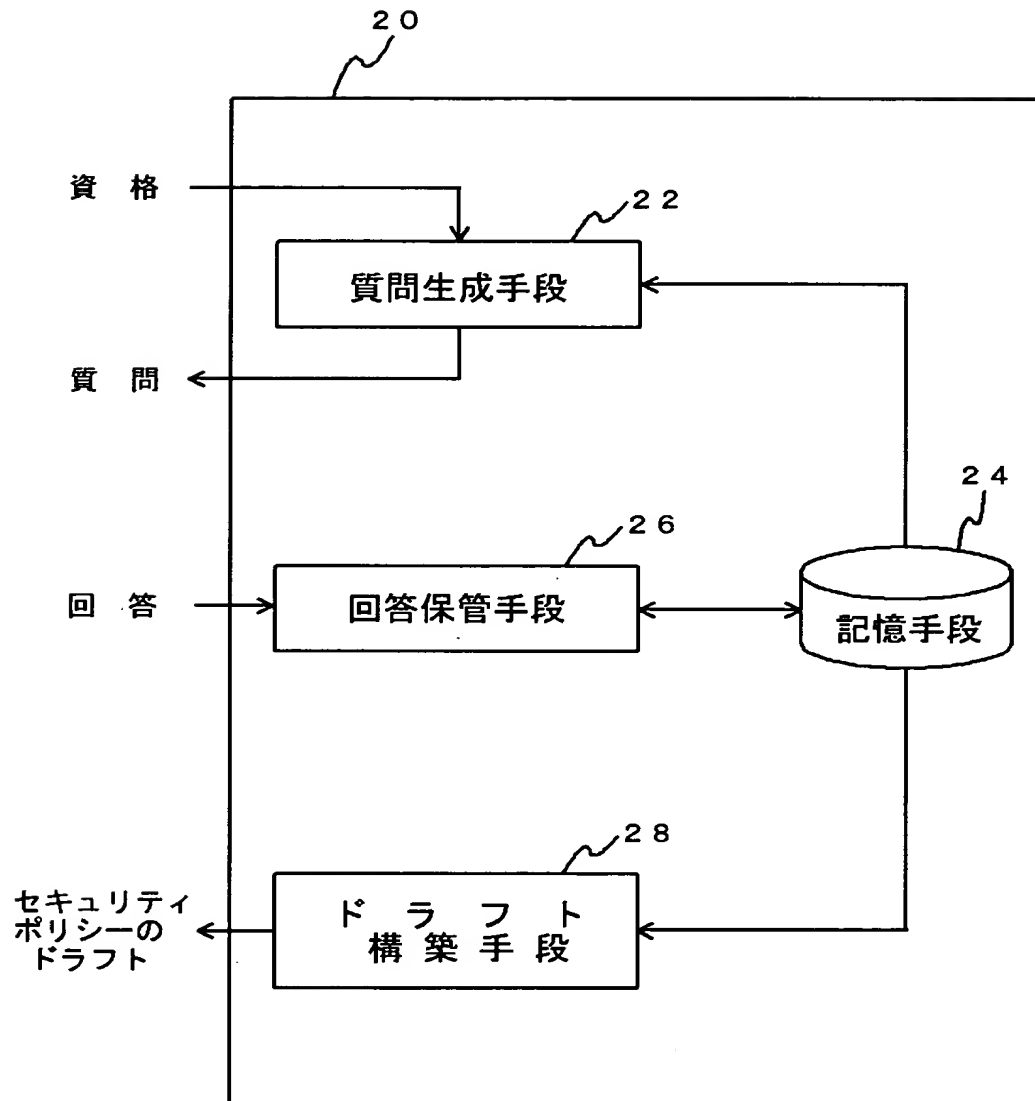 ２０
資 格
２２
質問生成手段
質 問
２４
２６
回 答
回答保管手段
記憶手段
２８
セキュリティ
ポリシーの
ドラフト
ド ラ フ ト
構 築 手 段